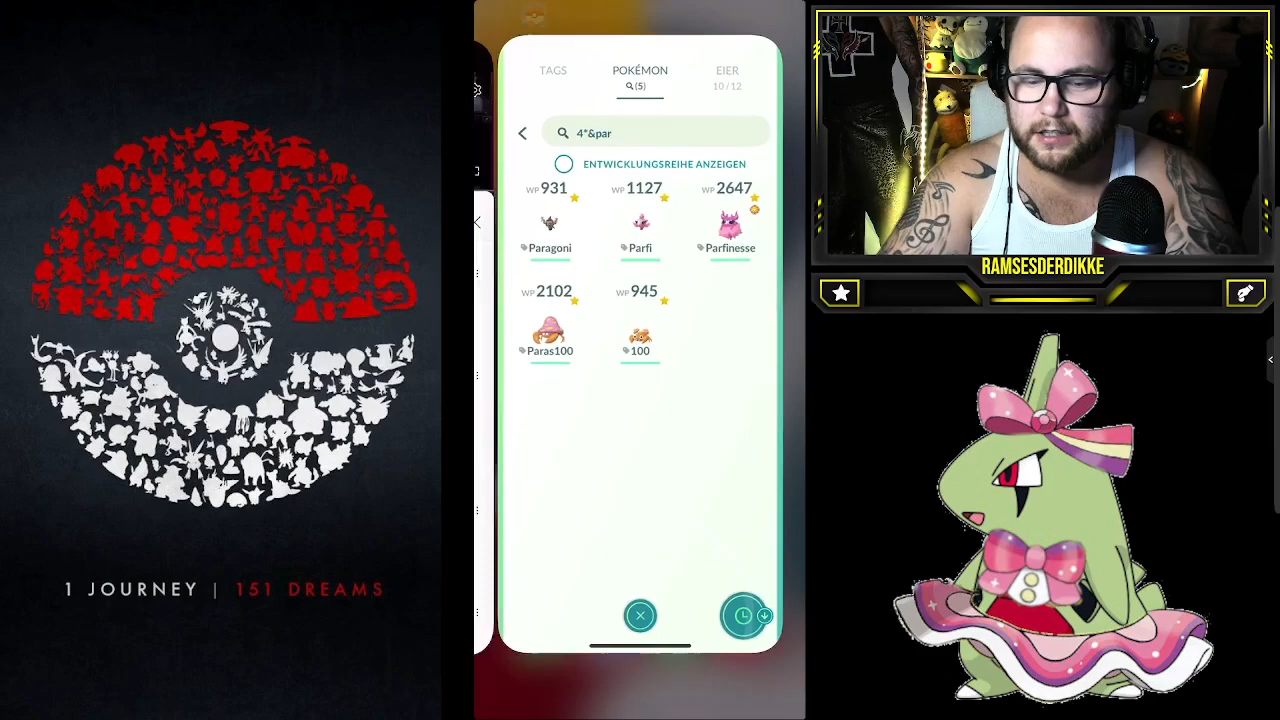 1 JOURNEY | 151 DREAMS
TAGS
POKÉMON
(5)
EIER
10 / 12
4*&par
ENTWICKLUNGSREIHE ANZEIGEN
WP 931
WP 1127
WP 2647
Paragoni
Parfi
Parfinesse
WP 2102
WP 945
Paras100
100
RAMSESDERDIKKE